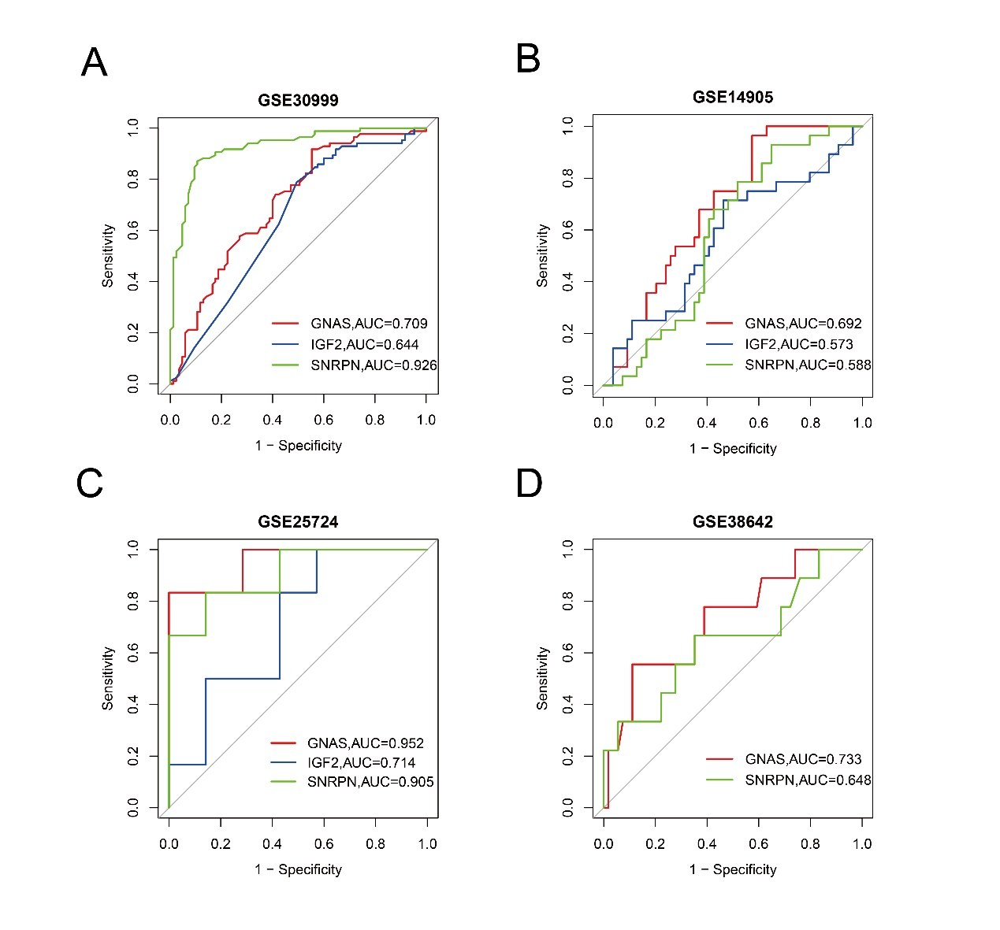 A
GSE30999
Sensitivity
1.0
0.8
0.6
0.4
0.2
0.0
GNAS,AUC=0.709
IGF2,AUC=0.644
SNRPN,AUC=0.926
0.0 0.2 0.4 0.6 0.8 1.0
1 − Specificity
B
GSE14905
Sensitivity
1.0
0.8
0.6
0.4
0.2
0.0
GNAS,AUC=0.692
IGF2,AUC=0.573
SNRPN,AUC=0.588
0.0 0.2 0.4 0.6 0.8 1.0
1 − Specificity
C
GSE25724
Sensitivity
1.0
0.8
0.6
0.4
0.2
0.0
GNAS,AUC=0.952
IGF2,AUC=0.714
SNRPN,AUC=0.905
0.0 0.2 0.4 0.6 0.8 1.0
1 − Specificity
D
GSE38642
Sensitivity
1.0
0.8
0.6
0.4
0.2
0.0
GNAS,AUC=0.733
SNRPN,AUC=0.648
0.0 0.2 0.4 0.6 0.8 1.0
1 − Specificity